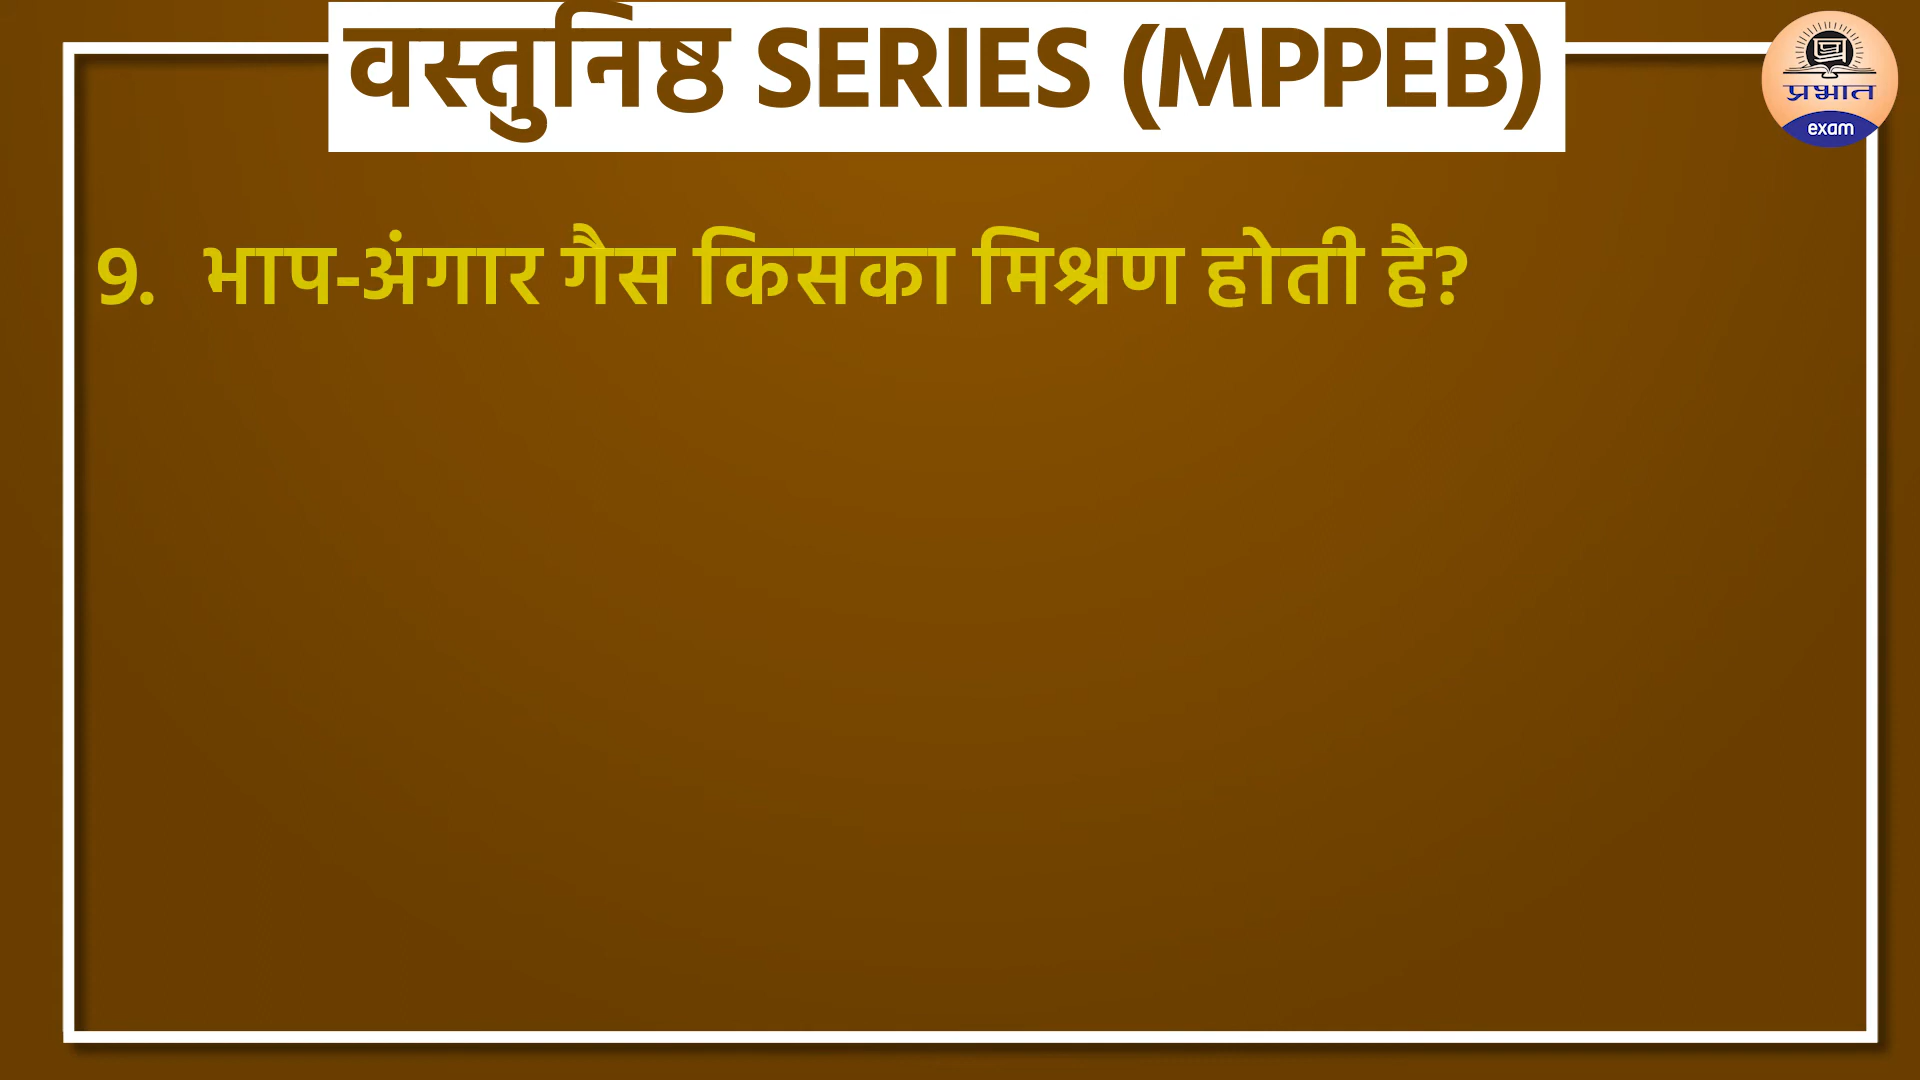 वस्तुनिष्ठ SERIES (MPPEB)
प्रभात
exam
9. भाप-अंगार गैस किसका मिश्रण होती है?